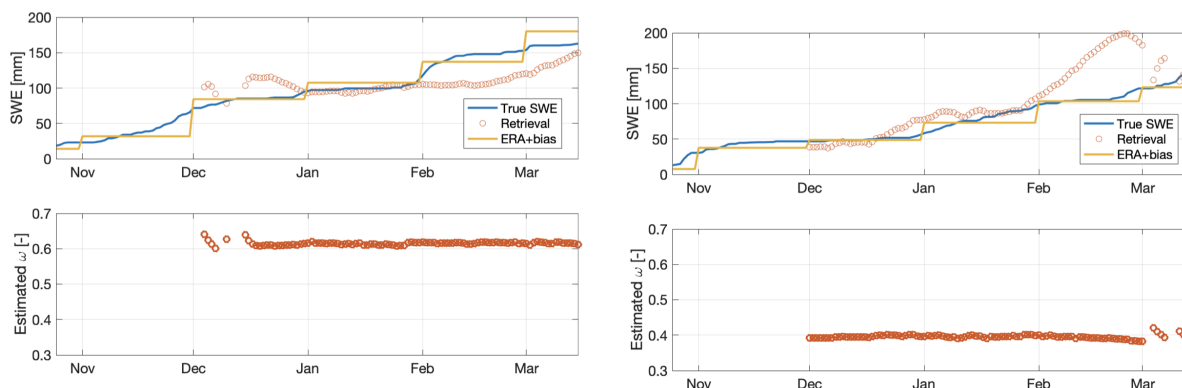 200
150
100
50
0
SWE [mm]
True SWE
Retrieval
ERA+bias
Nov Dec Jan Feb Mar
0.7
0.6
0.5
0.4
0.3
Estimated ω [-]
Nov Dec Jan Feb Mar
200
150
100
50
0
SWE [mm]
True SWE
Retrieval
ERA+bias
Nov Dec Jan Feb Mar
0.7
0.6
0.5
0.4
0.3
Estimated ω [-]
Nov Dec Jan Feb Mar